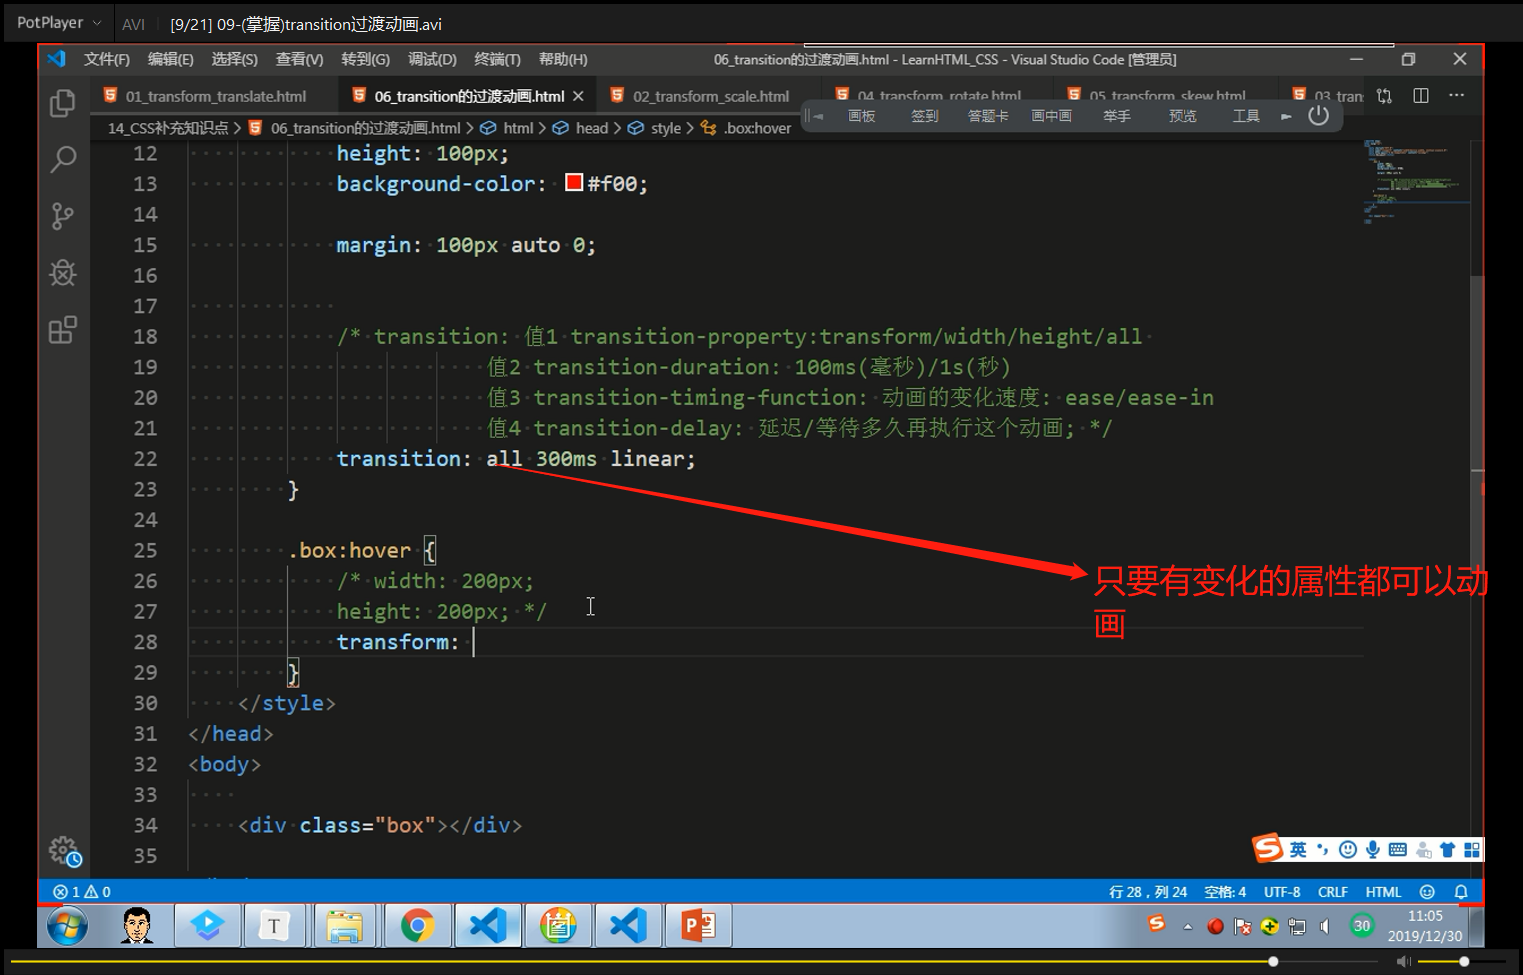 PotPlayer AVI [9/21] 09-(掌握)transition过渡动画.avi
文件(F) 编辑(E) 选择(S) 查看(V) 转到(G) 调试(D) 终端(T) 帮助(H) 06_transition的过渡动画.html - LearnHTML_CSS - Visual Studio Code [管理员]
01_transform_translate.html 06_transition的过渡动画.html 02_transform_scale.html 04_transform_rotate.html 05_transform_skew.html 03_tran
画板 签到 答题卡 画中画 举手 预览 工具
14_CSS补充知识点 > 06_transition的过渡动画.html > html > head > style > .box:hover
12 height: 100px;
13 background-color: #f00;
14
15 margin: 100px auto 0;
16
17
18 /* transition: 值1 transition-property:transform/width/height/all
19 值2 transition-duration: 100ms(毫秒)/1s(秒)
20 值3 transition-timing-function: 动画的变化速度: ease/ease-in
21 值4 transition-delay: 延迟/等待多久再执行这个动画; */
22 transition: all 300ms linear;
23 }
24
25 .box:hover {
26 /* width: 200px;
27 height: 200px; */
28 transform:
29 }
30 </style>
31 </head>
32 <body>
33
34 <div class="box"></div>
35
只要有变化的属性都可以动
画
英
1 0 行 28，列 24 空格: 4 UTF-8 CRLF HTML
30 11:05
2019/12/30